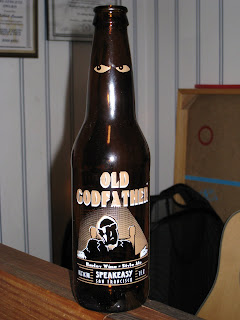 OLD
GODFATHER
Barley Wine - Style Ale
SPEAKEASY
SAN FRANCISCO